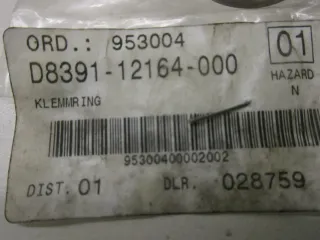 ORD.: 953004
01
D8391-12164-000
HAZARD
N
KLEMMRING
95300400002002
DIST. 01 DLR. 028759